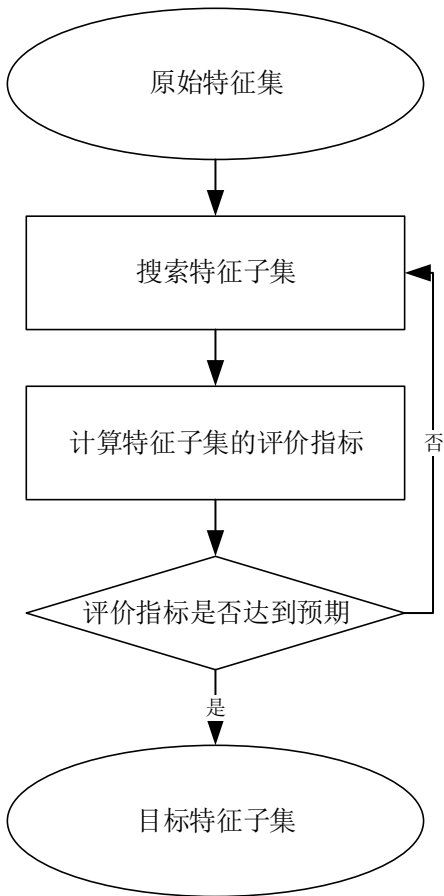 原始特征集
搜索特征子集
计算特征子集的评价指标
否
评价指标是否达到预期
是
目标特征子集